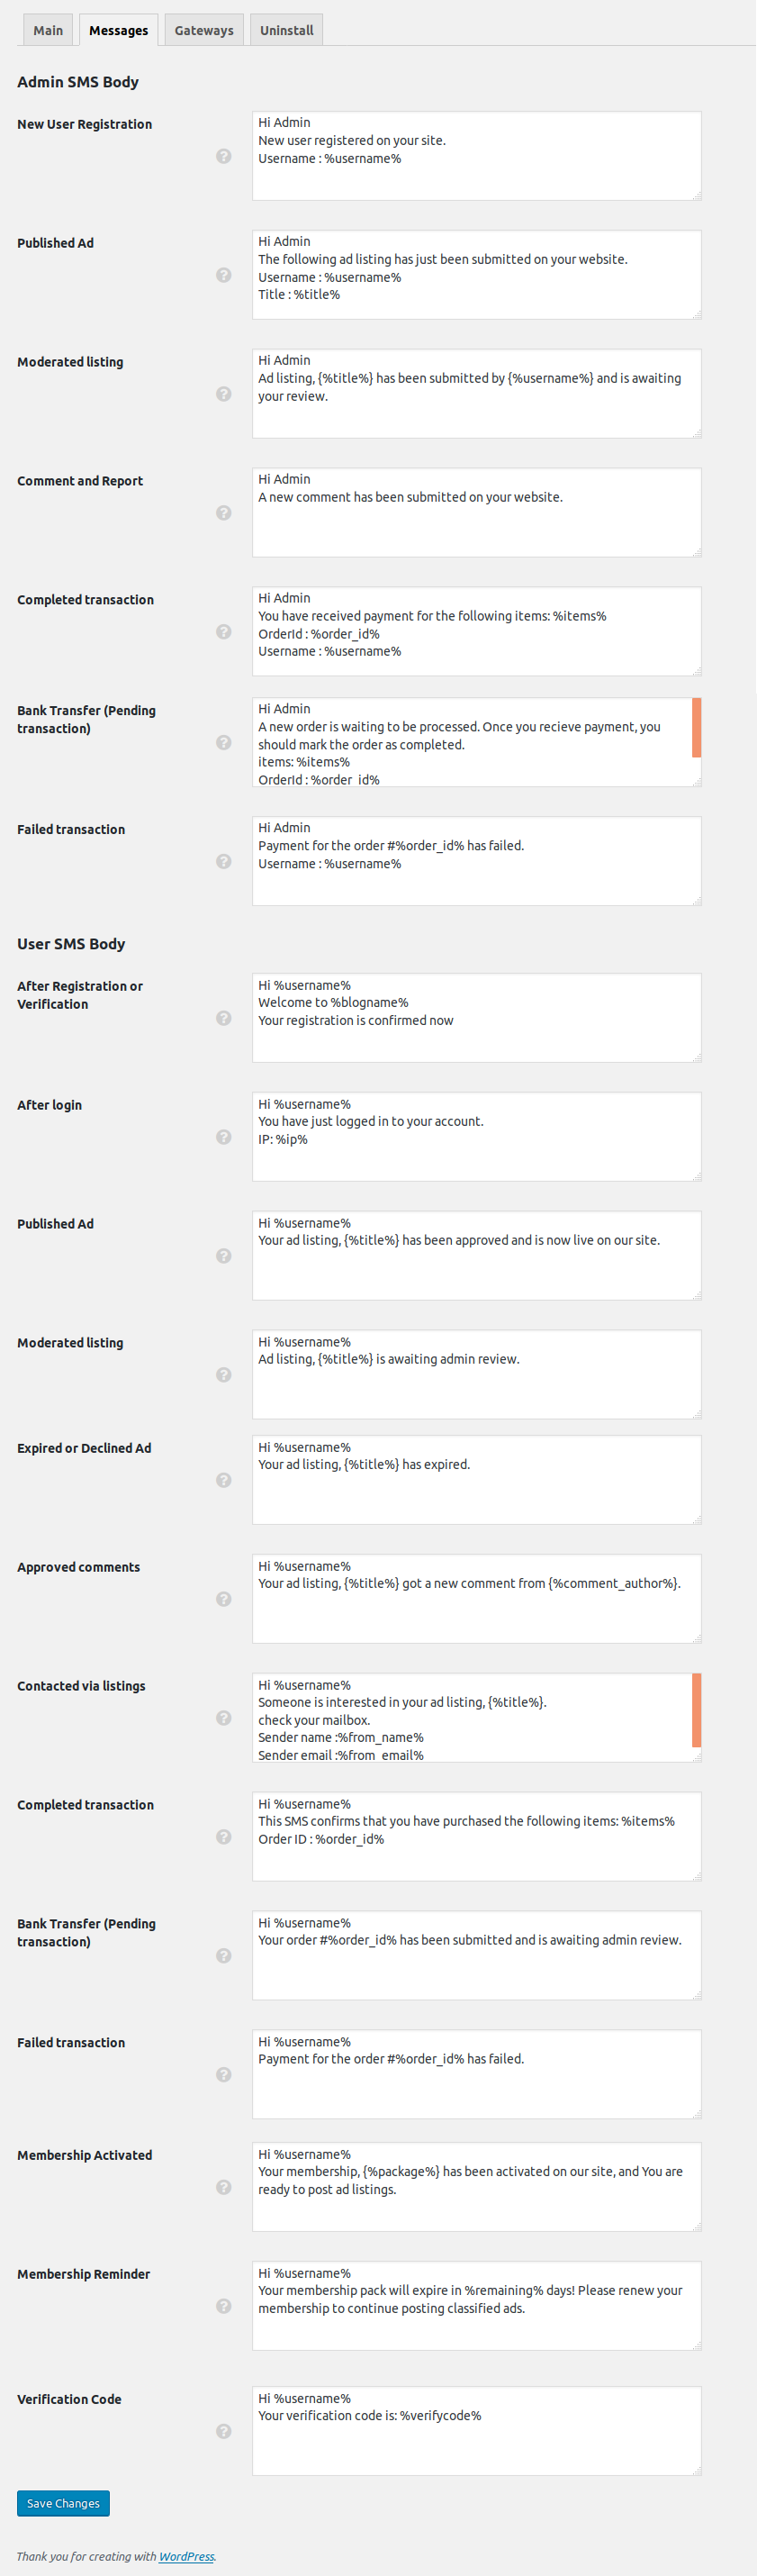 Main
Messages
Gateways
Uninstall
Admin SMS Body
New User Registration
?
Hi Admin
New user registered on your site.
Username : %username%
Published Ad
?
Hi Admin
The following ad listing has just been submitted on your website.
Username : %username%
Title : %title%
Moderated listing
?
Hi Admin
Ad listing, {%title%} has been submitted by {%username%} and is awaiting
your review.
Comment and Report
?
Hi Admin
A new comment has been submitted on your website.
Completed transaction
?
Hi Admin
You have received payment for the following items: %items%
OrderId : %order_id%
Username : %username%
Bank Transfer (Pending
transaction)
?
Hi Admin
A new order is waiting to be processed. Once you recieve payment, you
should mark the order as completed.
items: %items%
OrderId : %order_id%
Failed transaction
?
Hi Admin
Payment for the order #%order_id% has failed.
Username : %username%
User SMS Body
After Registration or
Verification
?
Hi %username%
Welcome to %blogname%
Your registration is confirmed now
After login
?
Hi %username%
You have just logged in to your account.
IP: %ip%
Published Ad
?
Hi %username%
Your ad listing, {%title%} has been approved and is now live on our site.
Moderated listing
?
Hi %username%
Ad listing, {%title%} is awaiting admin review.
Expired or Declined Ad
?
Hi %username%
Your ad listing, {%title%} has expired.
Approved comments
?
Hi %username%
Your ad listing, {%title%} got a new comment from {%comment_author%}.
Contacted via listings
?
Hi %username%
Someone is interested in your ad listing, {%title%}.
check your mailbox.
Sender name :%from_name%
Sender email :%from_email%
Completed transaction
?
Hi %username%
This SMS confirms that you have purchased the following items: %items%
Order ID : %order_id%
Bank Transfer (Pending
transaction)
?
Hi %username%
Your order #%order_id% has been submitted and is awaiting admin review.
Failed transaction
?
Hi %username%
Payment for the order #%order_id% has failed.
Membership Activated
?
Hi %username%
Your membership, {%package%} has been activated on our site, and You are
ready to post ad listings.
Membership Reminder
?
Hi %username%
Your membership pack will expire in %remaining% days! Please renew your
membership to continue posting classified ads.
Verification Code
?
Hi %username%
Your verification code is: %verifycode%
Save Changes
Thank you for creating with WordPress.